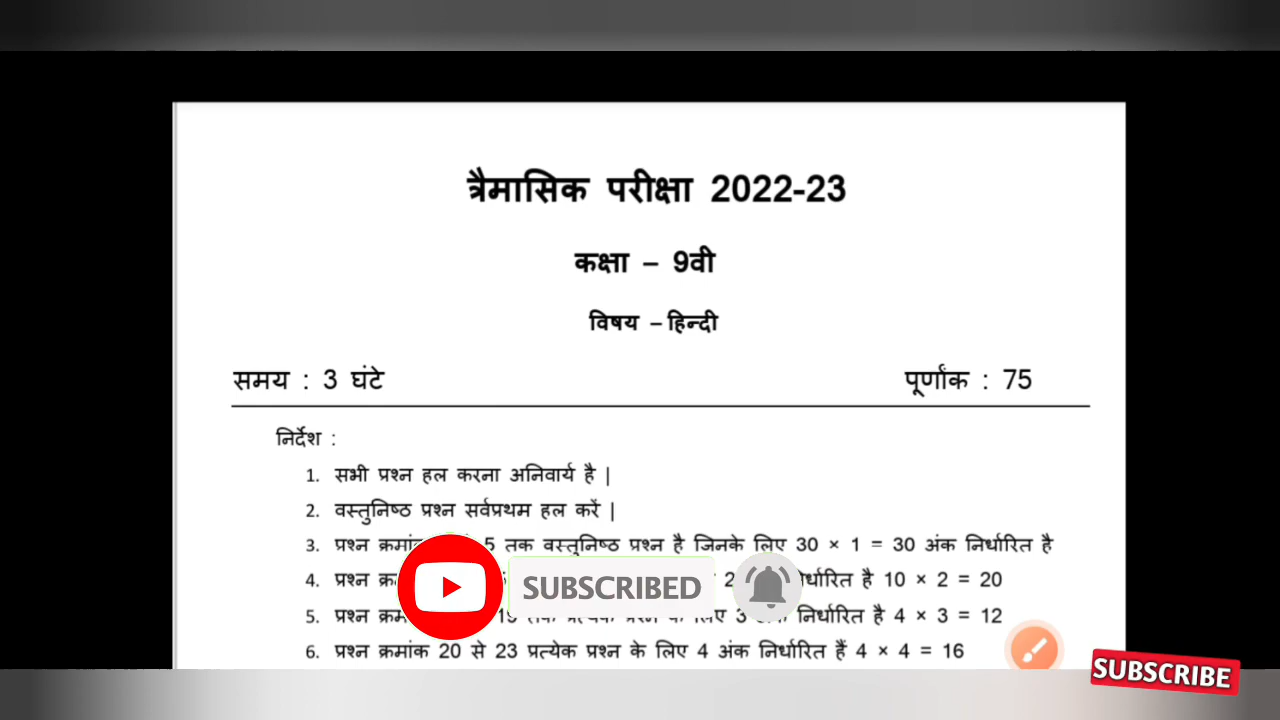 त्रैमासिक परीक्षा 2022-23
कक्षा – 9वी
विषय – हिन्दी
समय : 3 घंटे
पूर्णांक : 75
निर्देश :
1. सभी प्रश्न हल करना अनिवार्य है |
2. वस्तुनिष्ठ प्रश्न सर्वप्रथम हल करें |
3. प्रश्न 5 तक वस्तुनिष्ठ प्रश्न है जिनके लिए 30 × 1 = 30 अंक निर्धारित है
4. प्रश्न है 10 × 2 = 20
5. प्रश्न 3 निर्धारित है 4 × 3 = 12
6. प्रश्न क्रमांक 20 से 23 प्रत्येक प्रश्न के लिए 4 अंक निर्धारित हैं 4 × 4 = 16
SUBSCRIBED
SUBSCRIBE